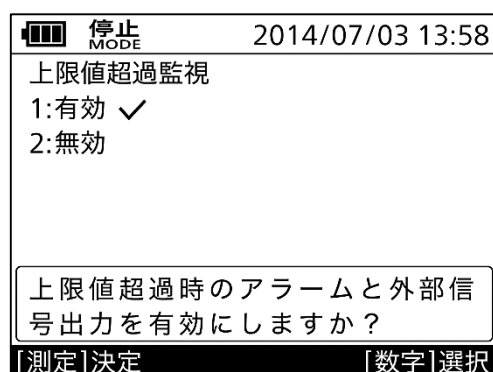 停止
MODE 2014/07/03 13:58
上限値超過監視
1:有効 ✓
2:無効
上限値超過時のアラームと外部信
号出力を有効にしますか？
[測定]決定 [数字]選択